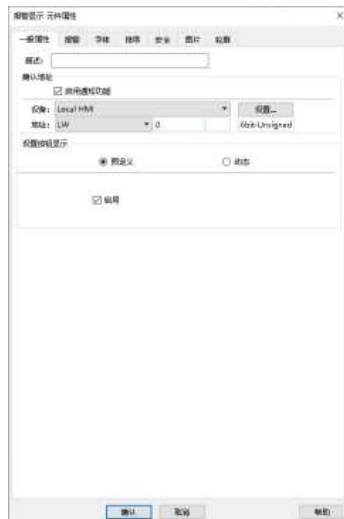 报警显示 元件属性
一般属性 报警 字体 排序 安全 图片 轮廓
描述:
确认地址
启用通知功能
设备: Local HMI 设置...
地址: LW 0 6bit-Unsigned
设置按钮显示
预定义 动态
启用
确认 取消 帮助